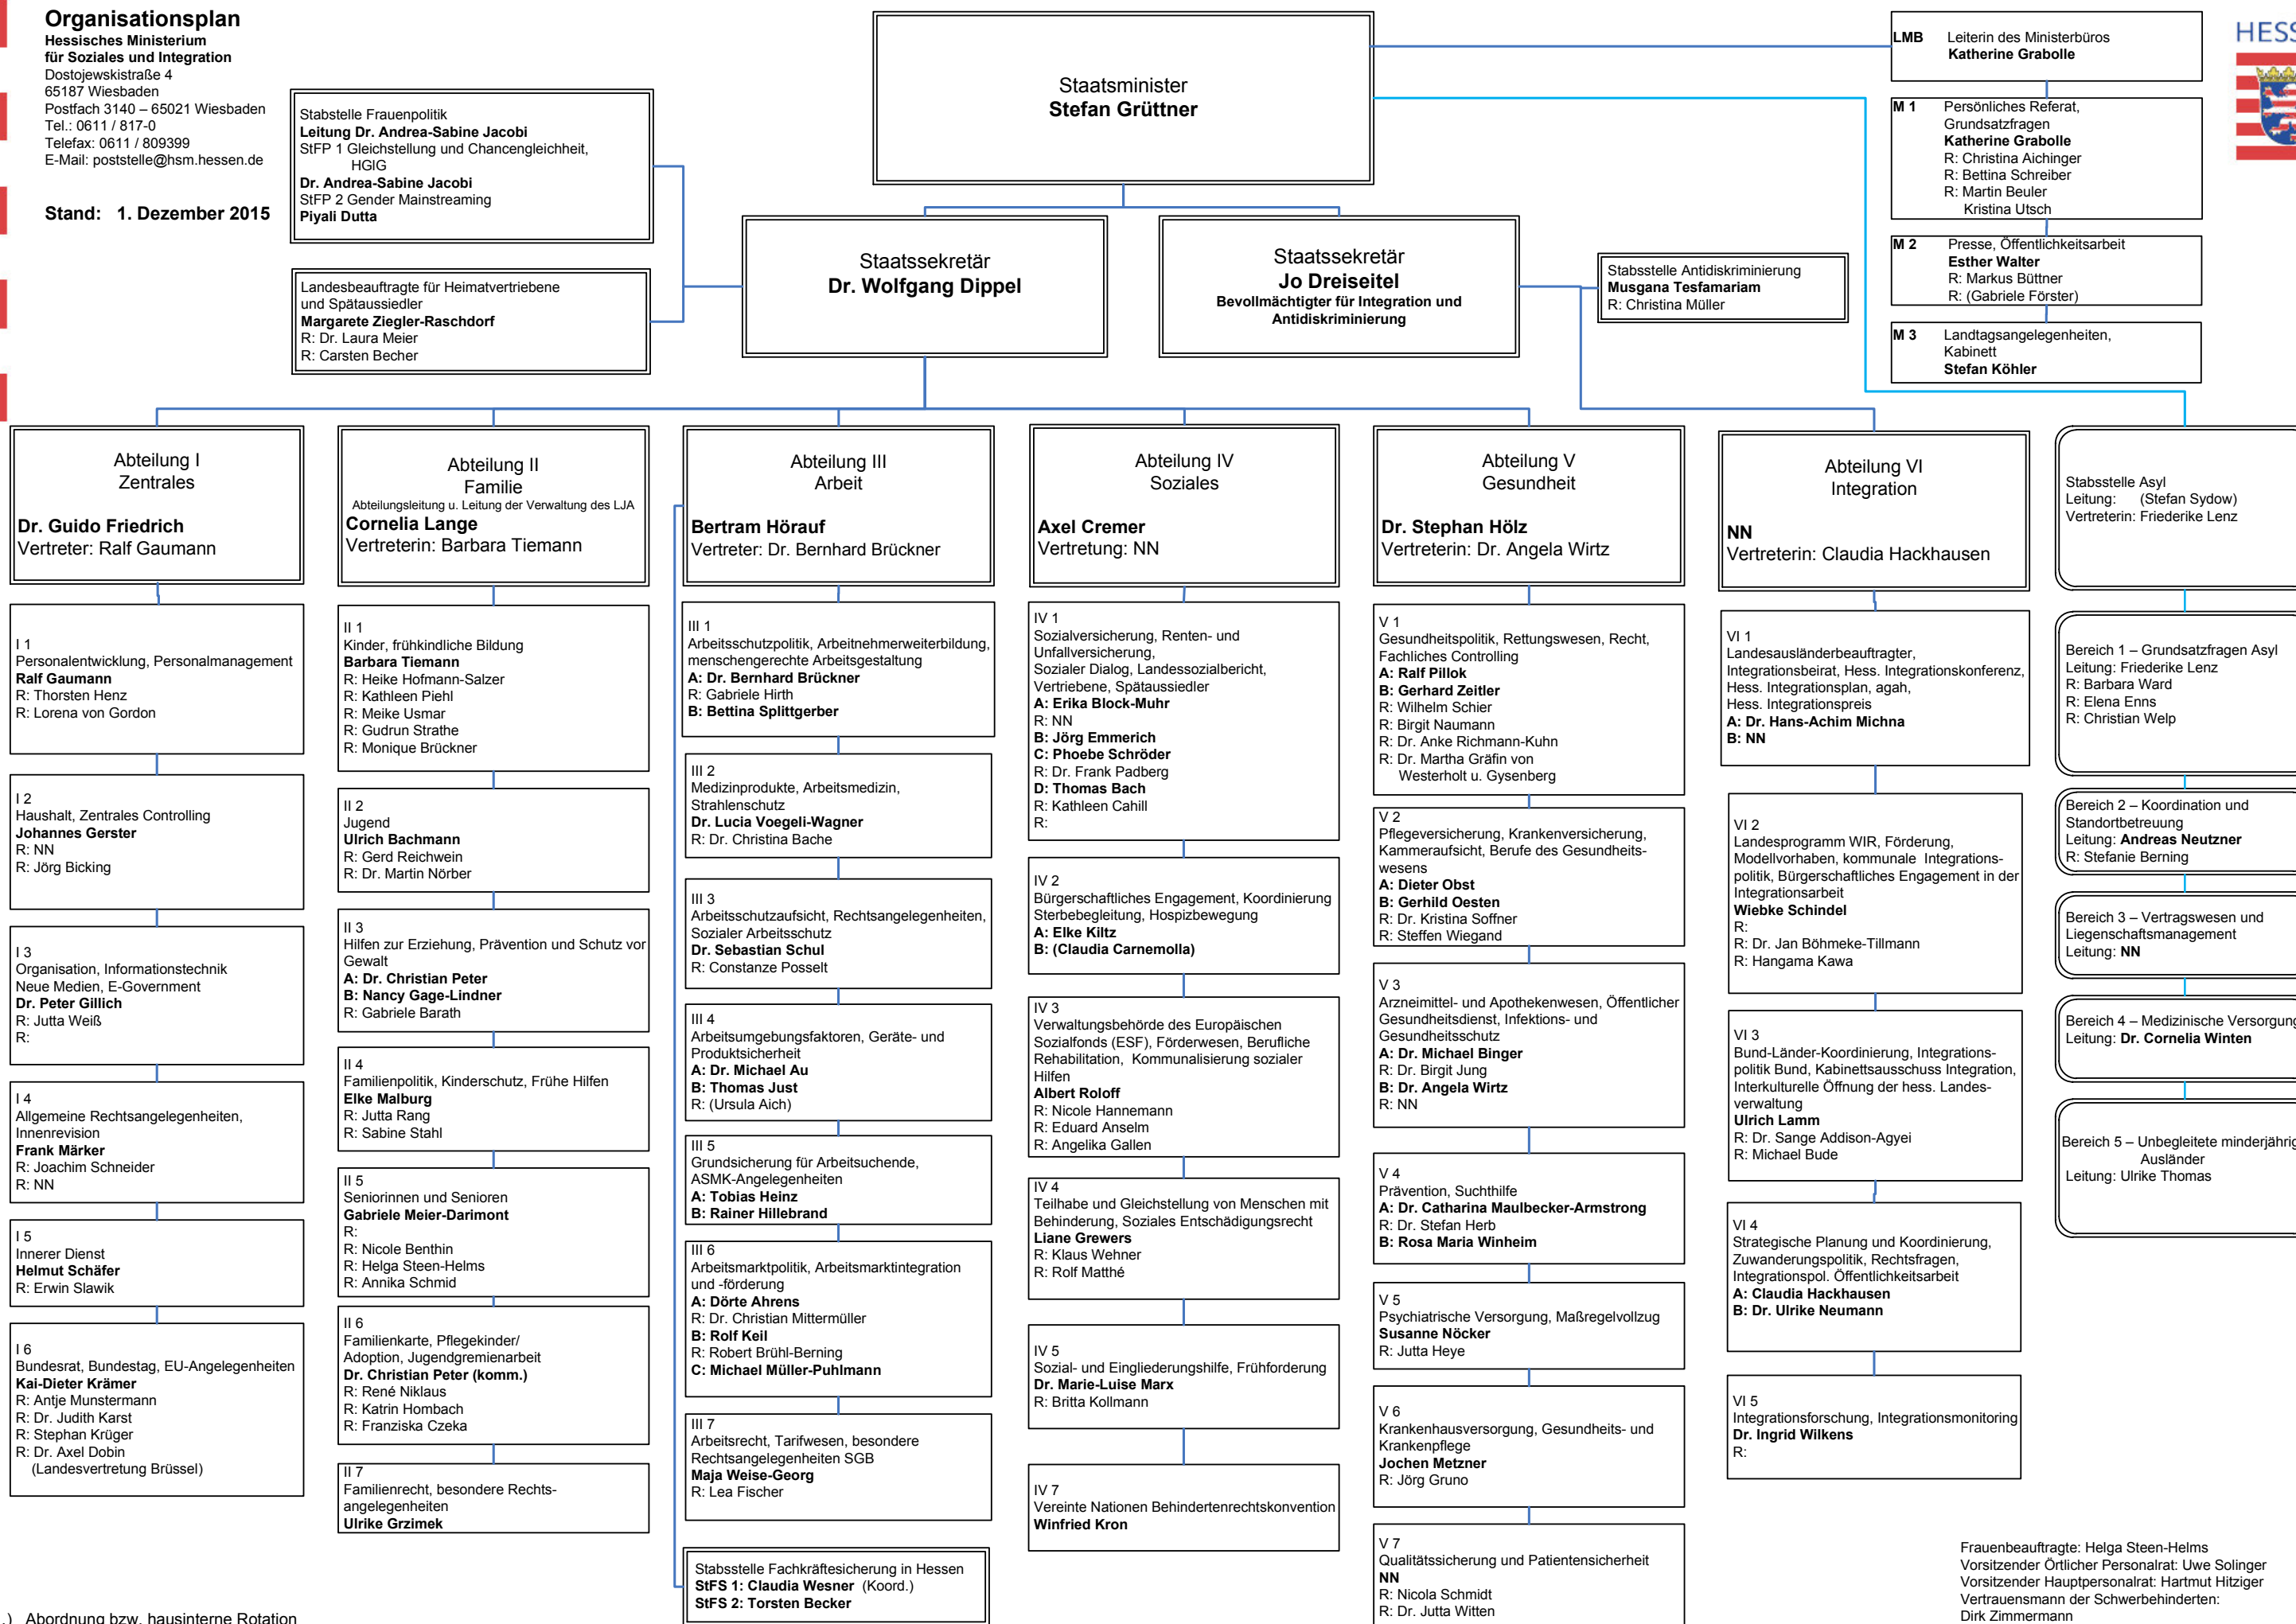 Organisationsplan
Hessisches Ministerium
für Soziales und Integration
Dostojewskistraße 4
65187 Wiesbaden
Postfach 3140 – 65021 Wiesbaden
Tel.: 0611 / 817-0
Telefax: 0611 / 809399
E-Mail: poststelle@hsm.hessen.de
Stand: 1. Dezember 2015
Stabstelle Frauenpolitik
Leitung Dr. Andrea-Sabine Jacobi
StFP 1 Gleichstellung und Chancengleichheit,
HGlG
Dr. Andrea-Sabine Jacobi
StFP 2 Gender Mainstreaming
Piyali Dutta
Landesbeauftragte für Heimatvertriebene
und Spätaussiedler
Margarete Ziegler-Raschdorf
R: Dr. Laura Meier
R: Carsten Becher
Staatsminister
Stefan Grüttner
Staatssekretär
Dr. Wolfgang Dippel
Staatssekretär
Jo Dreiseitel
Bevollmächtigter für Integration und
Antidiskriminierung
Stabsstelle Antidiskriminierung
Musgana Tesfamariam
R: Christina Müller
LMB Leiterin des Ministerbüros
Katherine Grabolle
M 1 Persönliches Referat,
Grundsatzfragen
Katherine Grabolle
R: Christina Aichinger
R: Bettina Schreiber
R: Martin Beuler
Kristina Utsch
M 2 Presse, Öffentlichkeitsarbeit
Esther Walter
R: Markus Büttner
R: (Gabriele Förster)
M 3 Landtagsangelegenheiten,
Kabinett
Stefan Köhler
HESS
Abteilung I
Zentrales
Dr. Guido Friedrich
Vertreter: Ralf Gaumann
I 1
Personalentwicklung, Personalmanagement
Ralf Gaumann
R: Thorsten Henz
R: Lorena von Gordon
I 2
Haushalt, Zentrales Controlling
Johannes Gerster
R: NN
R: Jörg Bicking
I 3
Organisation, Informationstechnik
Neue Medien, E-Government
Dr. Peter Gillich
R: Jutta Weiß
R:
I 4
Allgemeine Rechtsangelegenheiten,
Innenrevision
Frank Märker
R: Joachim Schneider
R: NN
I 5
Innerer Dienst
Helmut Schäfer
R: Erwin Slawik
I 6
Bundesrat, Bundestag, EU-Angelegenheiten
Kai-Dieter Krämer
R: Antje Munstermann
R: Dr. Judith Karst
R: Stephan Krüger
R: Dr. Axel Dobin
(Landesvertretung Brüssel)
Abteilung II
Familie
Abteilungsleitung u. Leitung der Verwaltung des LJA
Cornelia Lange
Vertreterin: Barbara Tiemann
II 1
Kinder, frühkindliche Bildung
Barbara Tiemann
R: Heike Hofmann-Salzer
R: Kathleen Piehl
R: Meike Usmar
R: Gudrun Strathe
R: Monique Brückner
II 2
Jugend
Ulrich Bachmann
R: Gerd Reichwein
R: Dr. Martin Nörber
II 3
Hilfen zur Erziehung, Prävention und Schutz vor
Gewalt
A: Dr. Christian Peter
B: Nancy Gage-Lindner
R: Gabriele Barath
II 4
Familienpolitik, Kinderschutz, Frühe Hilfen
Elke Malburg
R: Jutta Rang
R: Sabine Stahl
II 5
Seniorinnen und Senioren
Gabriele Meier-Darimont
R:
R: Nicole Benthin
R: Helga Steen-Helms
R: Annika Schmid
II 6
Familienkarte, Pflegekinder/
Adoption, Jugendgremienarbeit
Dr. Christian Peter (komm.)
R: René Niklaus
R: Katrin Hombach
R: Franziska Czeka
II 7
Familienrecht, besondere Rechts-
angelegenheiten
Ulrike Grzimek
Abteilung III
Arbeit
Bertram Hörauf
Vertreter: Dr. Bernhard Brückner
III 1
Arbeitsschutzpolitik, Arbeitnehmerweiterbildung,
menschengerechte Arbeitsgestaltung
A: Dr. Bernhard Brückner
R: Gabriele Hirth
B: Bettina Splittgerber
III 2
Medizinprodukte, Arbeitsmedizin,
Strahlenschutz
Dr. Lucia Voegeli-Wagner
R: Dr. Christina Bache
III 3
Arbeitsschutzaufsicht, Rechtsangelegenheiten,
Sozialer Arbeitsschutz
Dr. Sebastian Schul
R: Constanze Posselt
III 4
Arbeitsumgebungsfaktoren, Geräte- und
Produktsicherheit
A: Dr. Michael Au
B: Thomas Just
R: (Ursula Aich)
III 5
Grundsicherung für Arbeitsuchende,
ASMK-Angelegenheiten
A: Tobias Heinz
B: Rainer Hillebrand
III 6
Arbeitsmarktpolitik, Arbeitsmarktintegration
und -förderung
A: Dörte Ahrens
R: Dr. Christian Mittermüller
B: Rolf Keil
R: Robert Brühl-Berning
C: Michael Müller-Puhlmann
III 7
Arbeitsrecht, Tarifwesen, besondere
Rechtsangelegenheiten SGB
Maja Weise-Georg
R: Lea Fischer
Stabsstelle Fachkräftesicherung in Hessen
StFS 1: Claudia Wesner (Koord.)
StFS 2: Torsten Becker
Abteilung IV
Soziales
Axel Cremer
Vertretung: NN
IV 1
Sozialversicherung, Renten- und
Unfallversicherung,
Sozialer Dialog, Landessozialbericht,
Vertriebene, Spätaussiedler
A: Erika Block-Muhr
R: NN
B: Jörg Emmerich
C: Phoebe Schröder
R: Dr. Frank Padberg
D: Thomas Bach
R: Kathleen Cahill
R:
IV 2
Bürgerschaftliches Engagement, Koordinierung
Sterbebegleitung, Hospizbewegung
A: Elke Kiltz
B: (Claudia Carnemolla)
IV 3
Verwaltungsbehörde des Europäischen
Sozialfonds (ESF), Förderwesen, Berufliche
Rehabilitation, Kommunalisierung sozialer
Hilfen
Albert Roloff
R: Nicole Hannemann
R: Eduard Anselm
R: Angelika Gallen
IV 4
Teilhabe und Gleichstellung von Menschen mit
Behinderung, Soziales Entschädigungsrecht
Liane Grewers
R: Klaus Wehner
R: Rolf Matthé
IV 5
Sozial- und Eingliederungshilfe, Frühforderung
Dr. Marie-Luise Marx
R: Britta Kollmann
IV 7
Vereinte Nationen Behindertenrechtskonvention
Winfried Kron
Abteilung V
Gesundheit
Dr. Stephan Hölz
Vertreterin: Dr. Angela Wirtz
V 1
Gesundheitspolitik, Rettungswesen, Recht,
Fachliches Controlling
A: Ralf Pillok
B: Gerhard Zeitler
R: Wilhelm Schier
R: Birgit Naumann
R: Dr. Anke Richmann-Kuhn
R: Dr. Martha Gräfin von
Westerholt u. Gysenberg
V 2
Pflegeversicherung, Krankenversicherung,
Kammeraufsicht, Berufe des Gesundheits-
wesens
A: Dieter Obst
B: Gerhild Oesten
R: Dr. Kristina Soffner
R: Steffen Wiegand
V 3
Arzneimittel- und Apothekenwesen, Öffentlicher
Gesundheitsdienst, Infektions- und
Gesundheitsschutz
A: Dr. Michael Binger
R: Dr. Birgit Jung
B: Dr. Angela Wirtz
R: NN
V 4
Prävention, Suchthilfe
A: Dr. Catharina Maulbecker-Armstrong
R: Dr. Stefan Herb
B: Rosa Maria Winheim
V 5
Psychiatrische Versorgung, Maßregelvollzug
Susanne Nöcker
R: Jutta Heye
V 6
Krankenhausversorgung, Gesundheits- und
Krankenpflege
Jochen Metzner
R: Jörg Gruno
V 7
Qualitätssicherung und Patientensicherheit
NN
R: Nicola Schmidt
R: Dr. Jutta Witten
Abteilung VI
Integration
NN
Vertreterin: Claudia Hackhausen
VI 1
Landesausländerbeauftragter,
Integrationsbeirat, Hess. Integrationskonferenz,
Hess. Integrationsplan, agah,
Hess. Integrationspreis
A: Dr. Hans-Achim Michna
B: NN
VI 2
Landesprogramm WIR, Förderung,
Modellvorhaben, kommunale Integrations-
politik, Bürgerschaftliches Engagement in der
Integrationsarbeit
Wiebke Schindel
R:
R: Dr. Jan Böhmeke-Tillmann
R: Hangama Kawa
VI 3
Bund-Länder-Koordinierung, Integrations-
politik Bund, Kabinettsausschuss Integration,
Interkulturelle Öffnung der hess. Landes-
verwaltung
Ulrich Lamm
R: Dr. Sange Addison-Agyei
R: Michael Bude
VI 4
Strategische Planung und Koordinierung,
Zuwanderungspolitik, Rechtsfragen,
Integrationspol. Öffentlichkeitsarbeit
A: Claudia Hackhausen
B: Dr. Ulrike Neumann
VI 5
Integrationsforschung, Integrationsmonitoring
Dr. Ingrid Wilkens
R:
Stabsstelle Asyl
Leitung: (Stefan Sydow)
Vertreterin: Friederike Lenz
Bereich 1 – Grundsatzfragen Asyl
Leitung: Friederike Lenz
R: Barbara Ward
R: Elena Enns
R: Christian Welp
Bereich 2 – Koordination und
Standortbetreuung
Leitung: Andreas Neutzner
R: Stefanie Berning
Bereich 3 – Vertragswesen und
Liegenschaftsmanagement
Leitung: NN
Bereich 4 – Medizinische Versorgung
Leitung: Dr. Cornelia Winten
Bereich 5 – Unbegleitete minderjährig
Ausländer
Leitung: Ulrike Thomas
Frauenbeauftragte: Helga Steen-Helms
Vorsitzender Örtlicher Personalrat: Uwe Solinger
Vorsitzender Hauptpersonalrat: Hartmut Hitziger
Vertrauensmann der Schwerbehinderten:
Dirk Zimmermann
.) Abordnung bzw. hausinterne Rotation